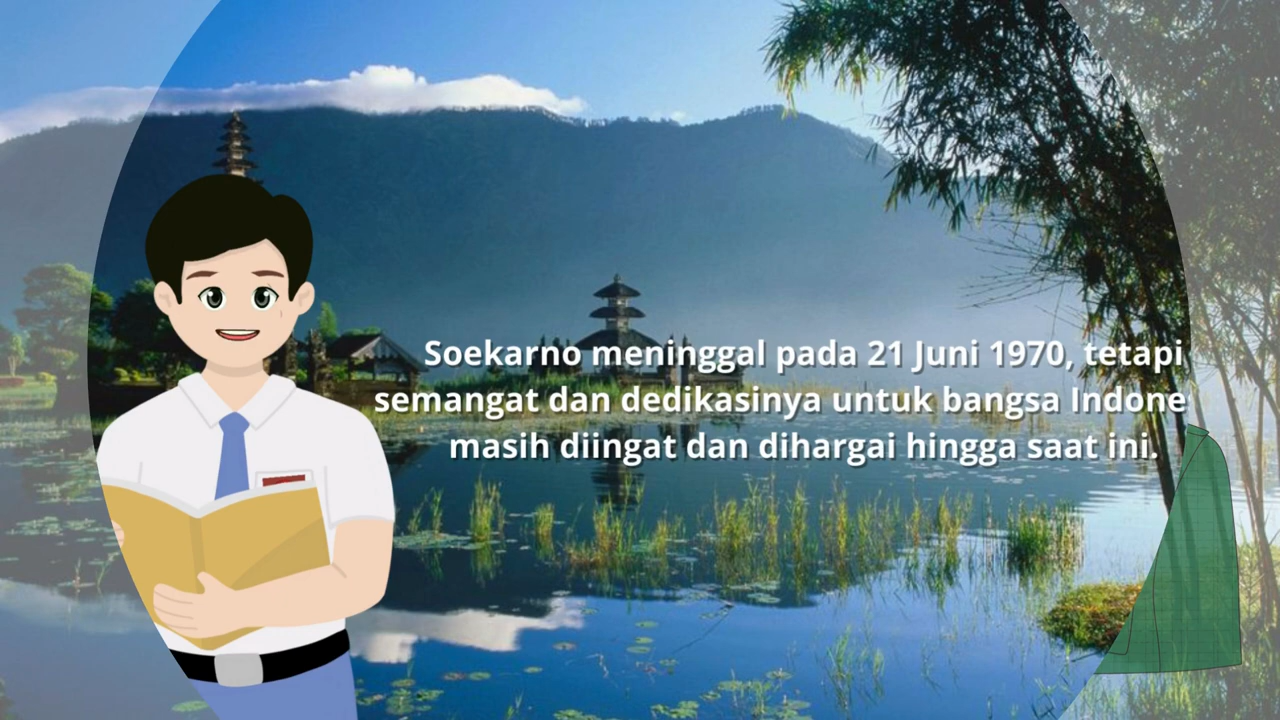 Soekarno meninggal pada 21 Juni 1970, tetapi
semangat dan dedikasinya untuk bangsa Indone
masih diingat dan dihargai hingga saat ini.